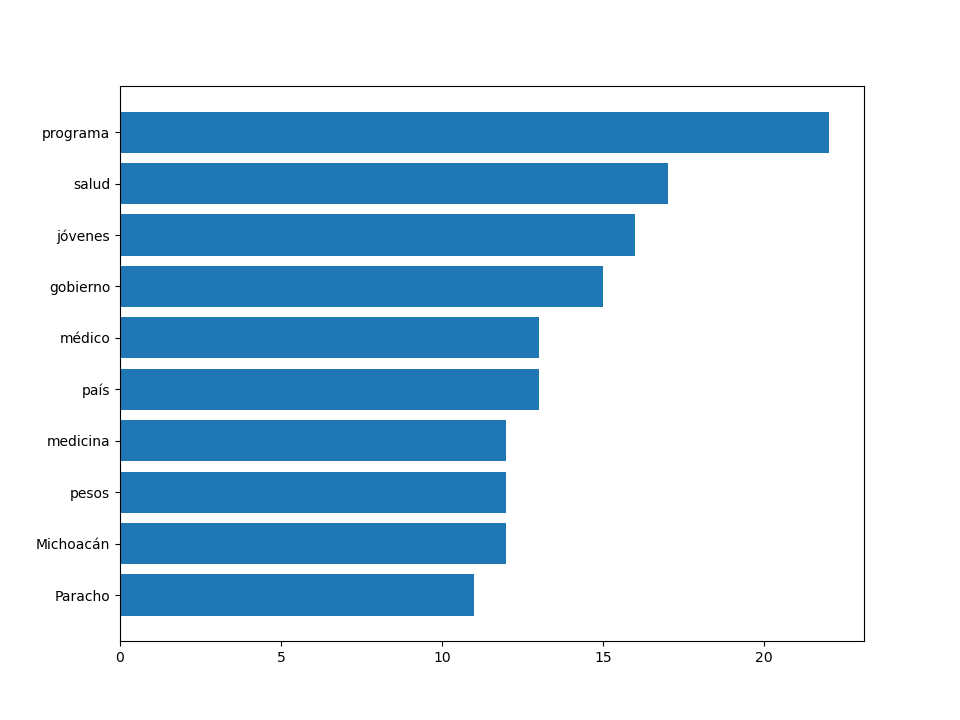 programa
salud
jóvenes
gobierno
médico
país
medicina
pesos
Michoacán
Paracho
0 5 10 15 20